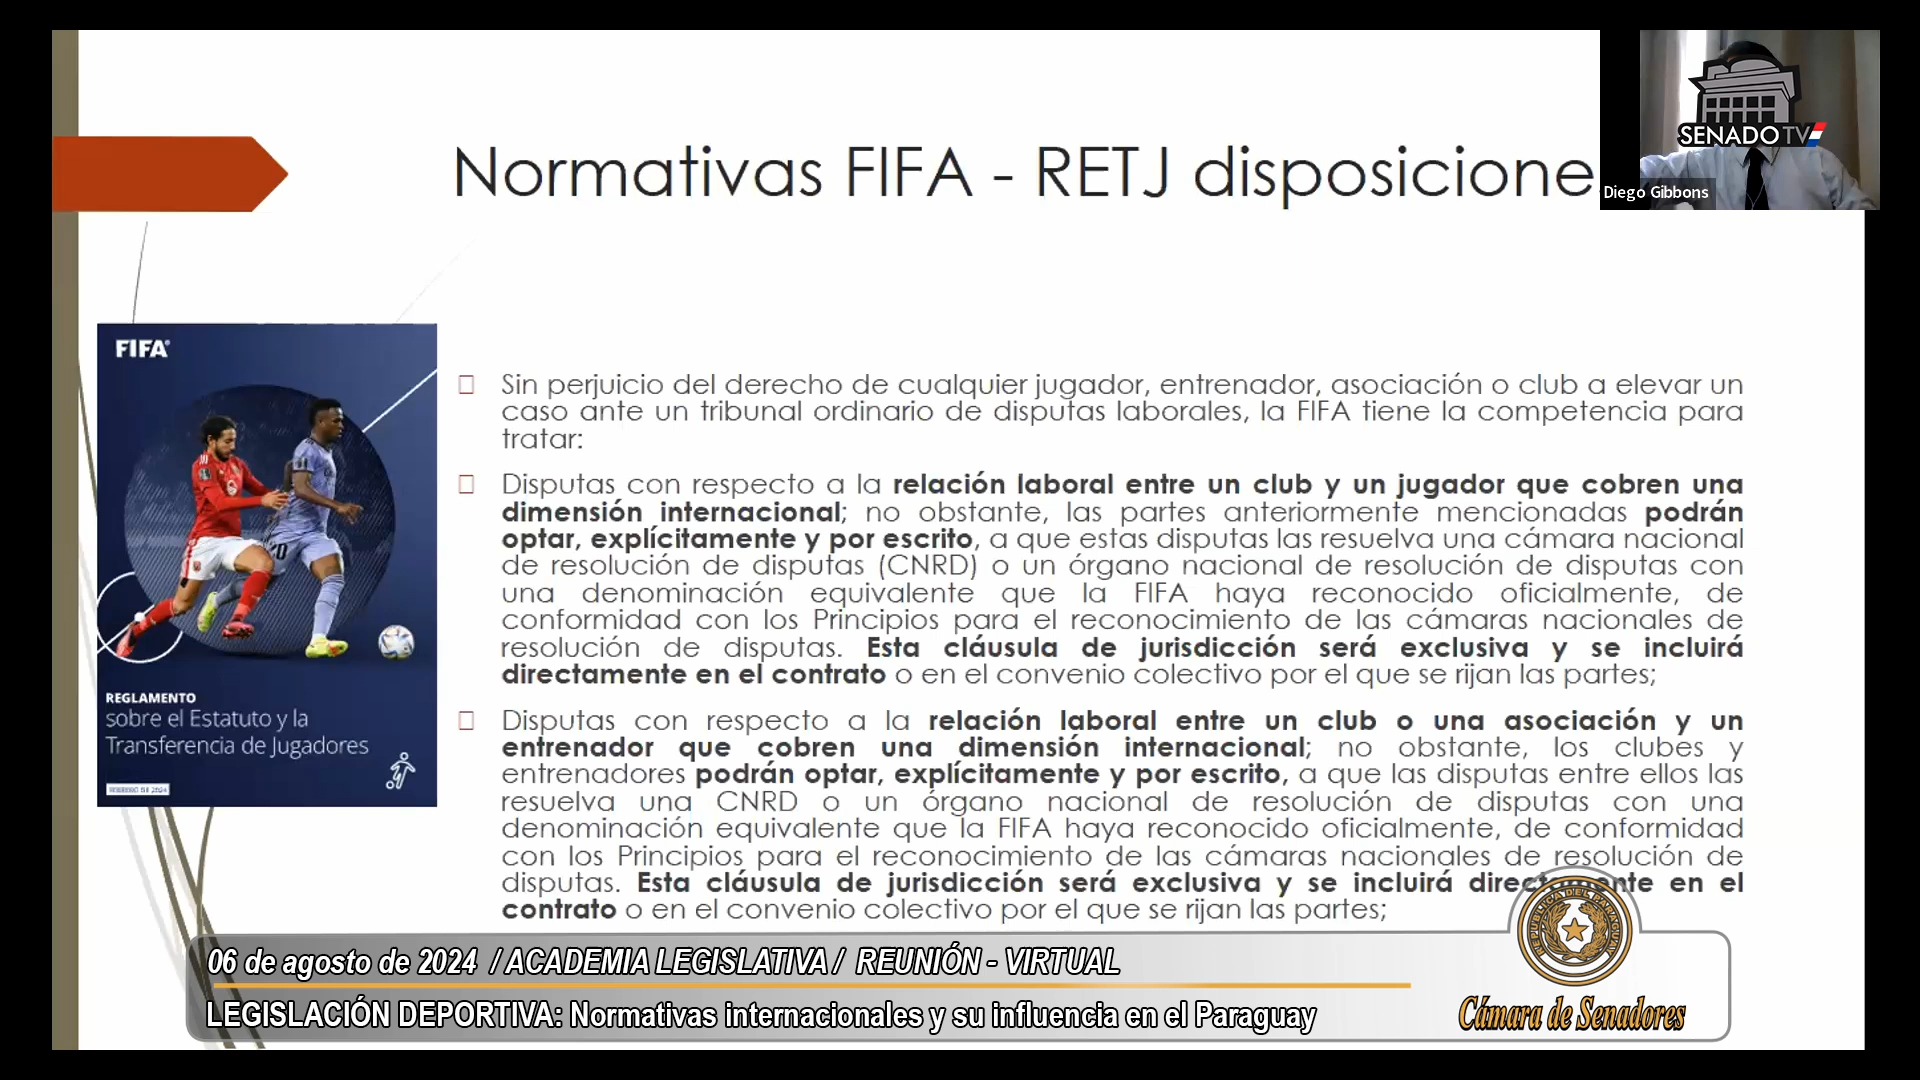 Normativas FIFA - RETJ disposicione
SENADO TV
Diego Gibbons
FIFA
REGLAMENTO
sobre el Estatuto y la
Transferencia de Jugadores
Sin perjuicio del derecho de cualquier jugador, entrenador, asociación o club a elevar un
caso ante un tribunal ordinario de disputas laborales, la FIFA tiene la competencia para
tratar:
Disputas con respecto a la relación laboral entre un club y un jugador que cobren una
dimensión internacional; no obstante, las partes anteriormente mencionadas podrán
optar, explícitamente y por escrito, a que estas disputas las resuelva una cámara nacional
de resolución de disputas (CNRD) o un órgano nacional de resolución de disputas con
una denominación equivalente que la FIFA haya reconocido oficialmente, de
conformidad con los Principios para el reconocimiento de las cámaras nacionales de
resolución de disputas. Esta cláusula de jurisdicción será exclusiva y se incluirá
directamente en el contrato o en el convenio colectivo por el que se rijan las partes;
Disputas con respecto a la relación laboral entre un club o una asociación y un
entrenador que cobren una dimensión internacional; no obstante, los clubes y
entrenadores podrán optar, explícitamente y por escrito, a que las disputas entre ellos las
resuelva una CNRD o un órgano nacional de resolución de disputas con una
denominación equivalente que la FIFA haya reconocido oficialmente, de conformidad
con los Principios para el reconocimiento de las cámaras nacionales de resolución de
disputas. Esta cláusula de jurisdicción será exclusiva y se incluirá directamente en el
contrato o en el convenio colectivo por el que se rijan las partes;
06 de agosto de 2024 / ACADEMIA LEGISLATIVA / REUNIÓN - VIRTUAL
LEGISLACIÓN DEPORTIVA: Normativas internacionales y su influencia en el Paraguay
REPUBLICA DEL PARAGUAY
Cámara de Senadores